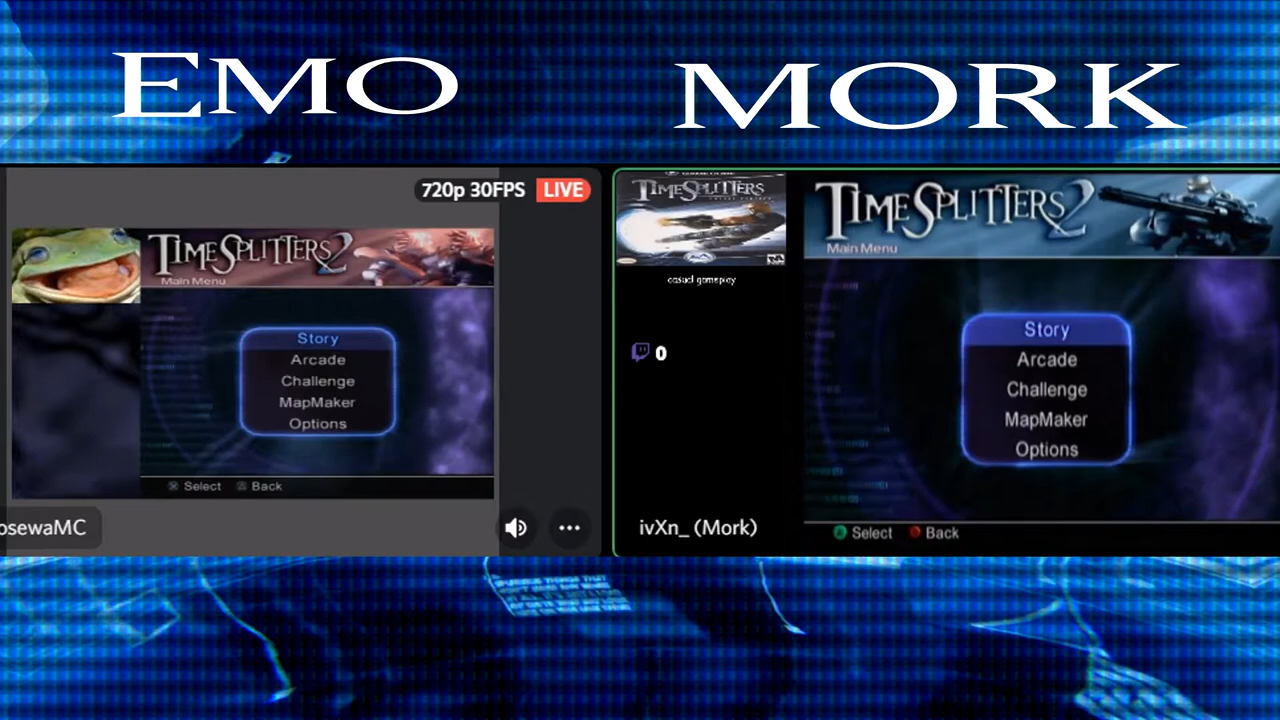 EMO
MORK
720p 30FPS LIVE
TIMESPLITTERS 2
Main Menu
Story
Arcade
Challenge
MapMaker
Options
Select Back
osewaMC
TIMESPLITTERS
casual gameplay
0
ivXn_ (Mork)
TIMESPLITTERS 2
Main Menu
Story
Arcade
Challenge
MapMaker
Options
Select Back